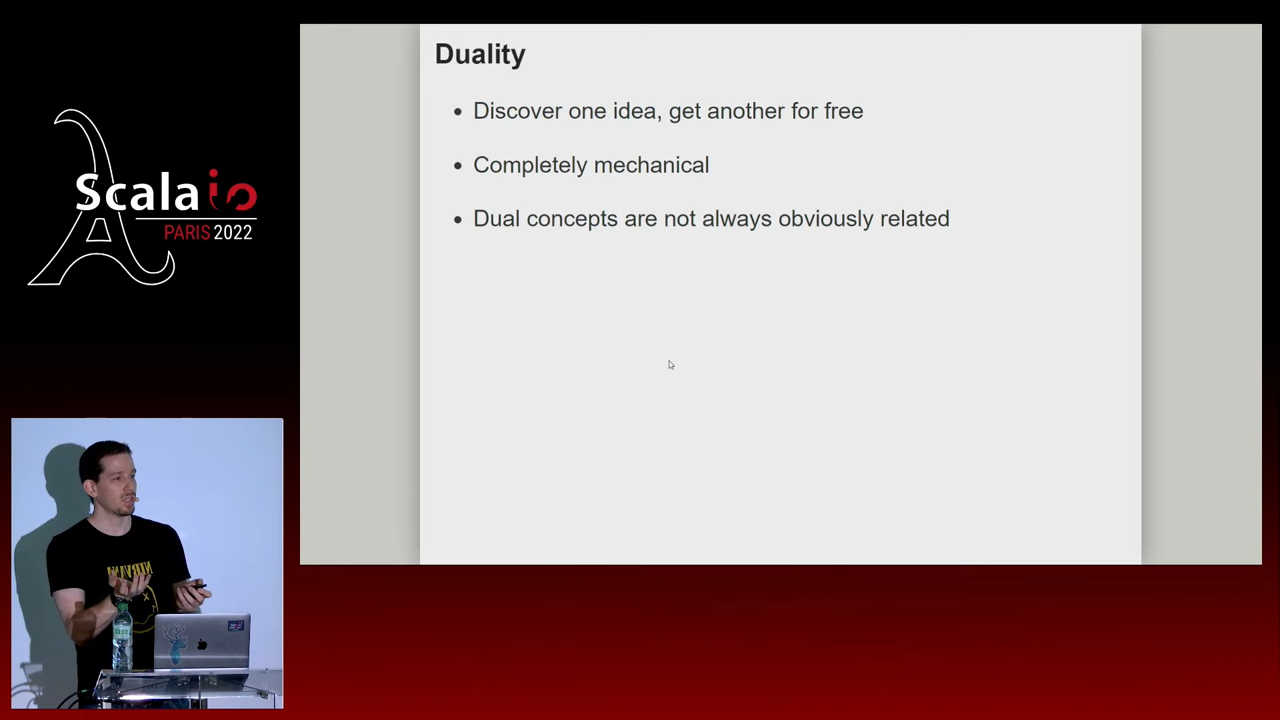 Duality
• Discover one idea, get another for free
• Completely mechanical
• Dual concepts are not always obviously related
Scala io
PARIS 2022